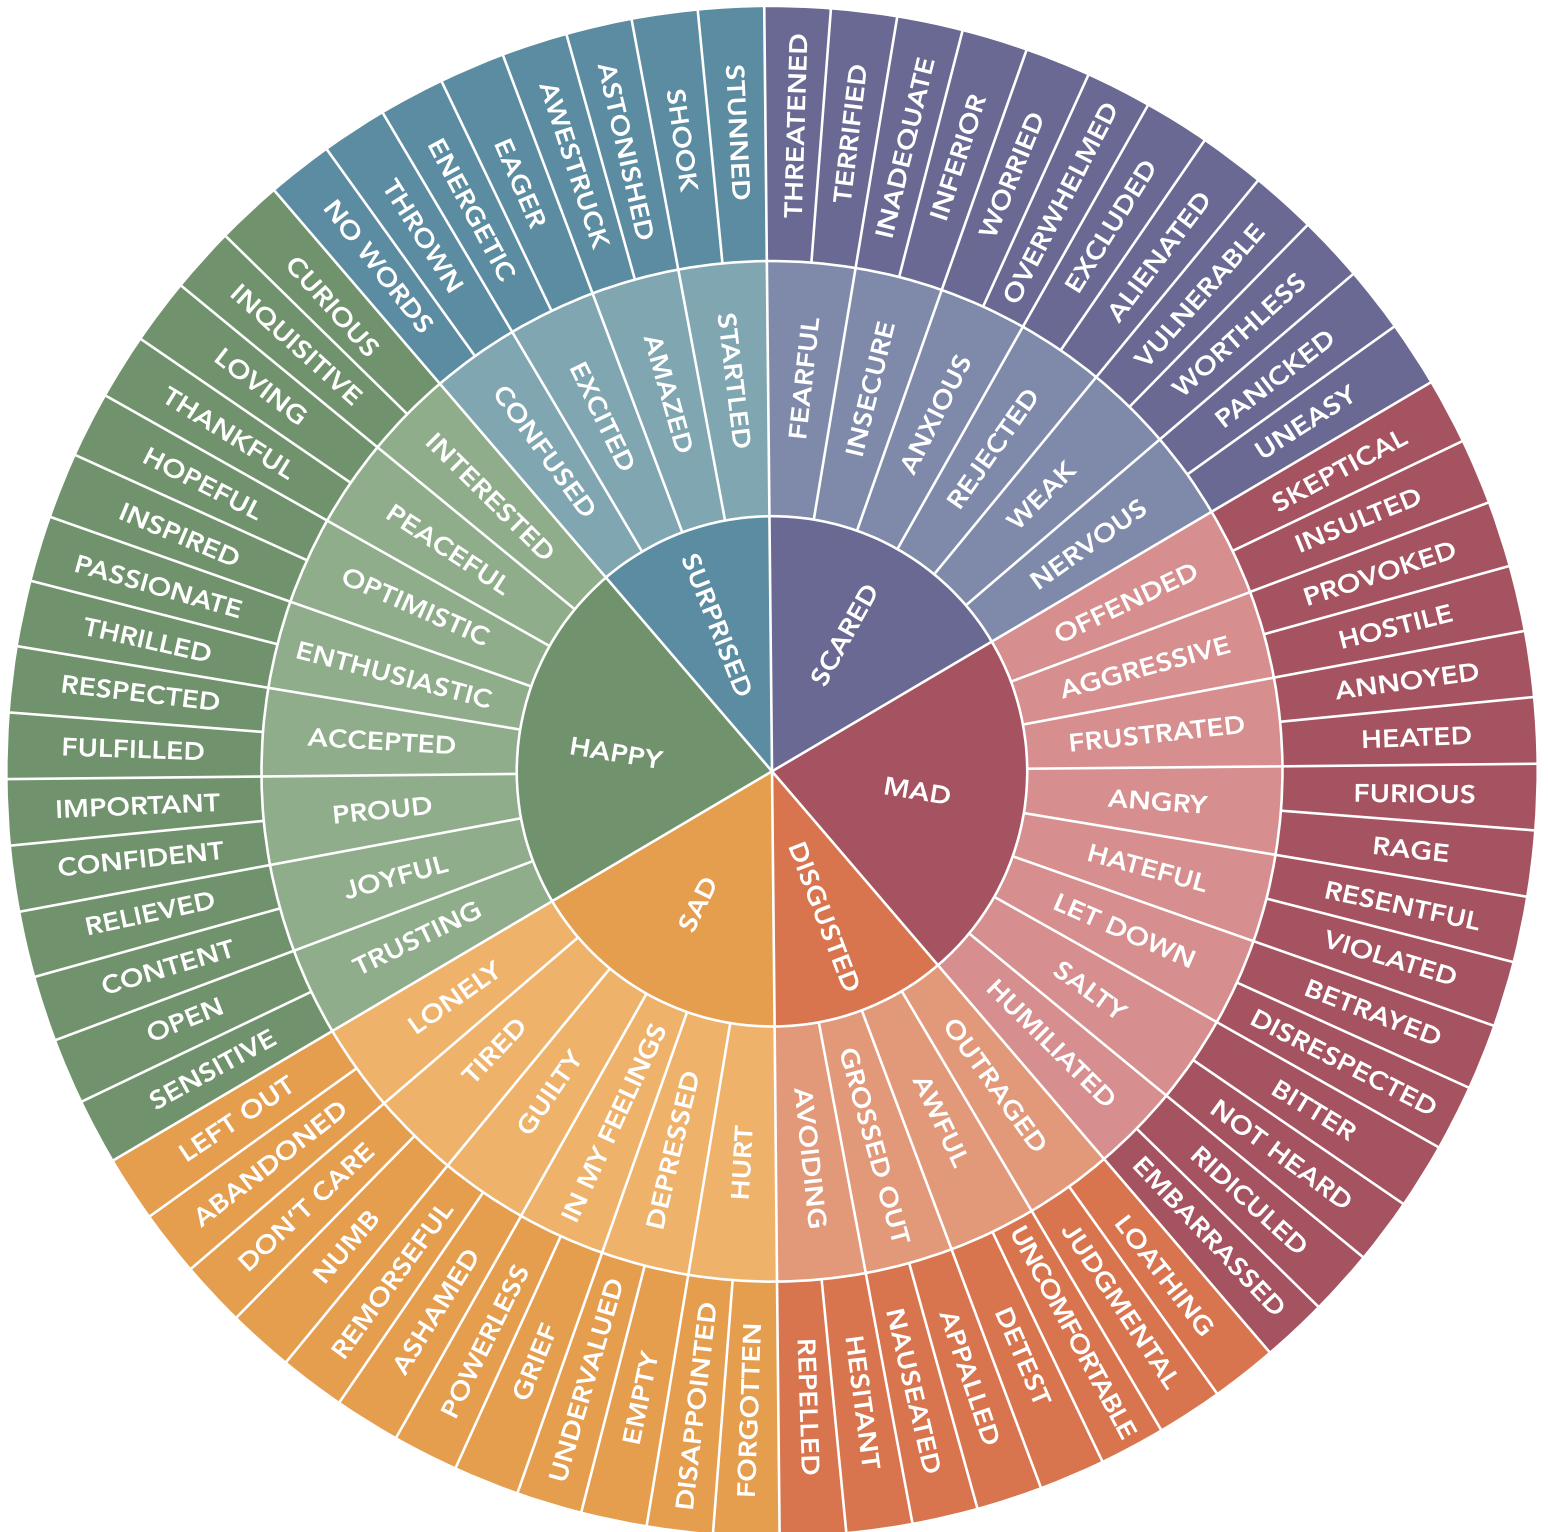 SURPRISED
SCARED
MAD
DISGUSTED
SAD
HAPPY
CONFUSED
EXCITED
AMAZED
STARTLED
FEARFUL
INSECURE
ANXIOUS
REJECTED
WEAK
NERVOUS
OFFENDED
AGGRESSIVE
FRUSTRATED
ANGRY
HATEFUL
LET DOWN
SALTY
HUMILIATED
OUTRAGED
AWFUL
GROSSED OUT
AVOIDING
HURT
DEPRESSED
IN MY FEELINGS
GUILTY
TIRED
LONELY
TRUSTING
JOYFUL
PROUD
ACCEPTED
ENTHUSIASTIC
OPTIMISTIC
PEACEFUL
INTERESTED
NO WORDS
THROWN
ENERGETIC
EAGER
AWESTRUCK
ASTONISHED
SHOOK
STUNNED
THREATENED
TERRIFIED
INADEQUATE
INFERIOR
WORRIED
OVERWHELMED
EXCLUDED
ALIENATED
VULNERABLE
WORTHLESS
PANICKED
UNEASY
SKEPTICAL
INSULTED
PROVOKED
HOSTILE
ANNOYED
HEATED
FURIOUS
RAGE
RESENTFUL
VIOLATED
BETRAYED
DISRESPECTED
BITTER
NOT HEARD
RIDICULED
EMBARRASSED
LOATHING
JUDGMENTAL
UNCOMFORTABLE
DETEST
APPALLED
NAUSEATED
HESITANT
REPELLED
FORGOTTEN
DISAPPOINTED
EMPTY
UNDERVALUED
GRIEF
POWERLESS
ASHAMED
REMORSEFUL
NUMB
DON'T CARE
ABANDONED
LEFT OUT
SENSITIVE
OPEN
CONTENT
RELIEVED
CONFIDENT
IMPORTANT
FULFILLED
RESPECTED
THRILLED
PASSIONATE
INSPIRED
HOPEFUL
THANKFUL
LOVING
INQUISITIVE
CURIOUS